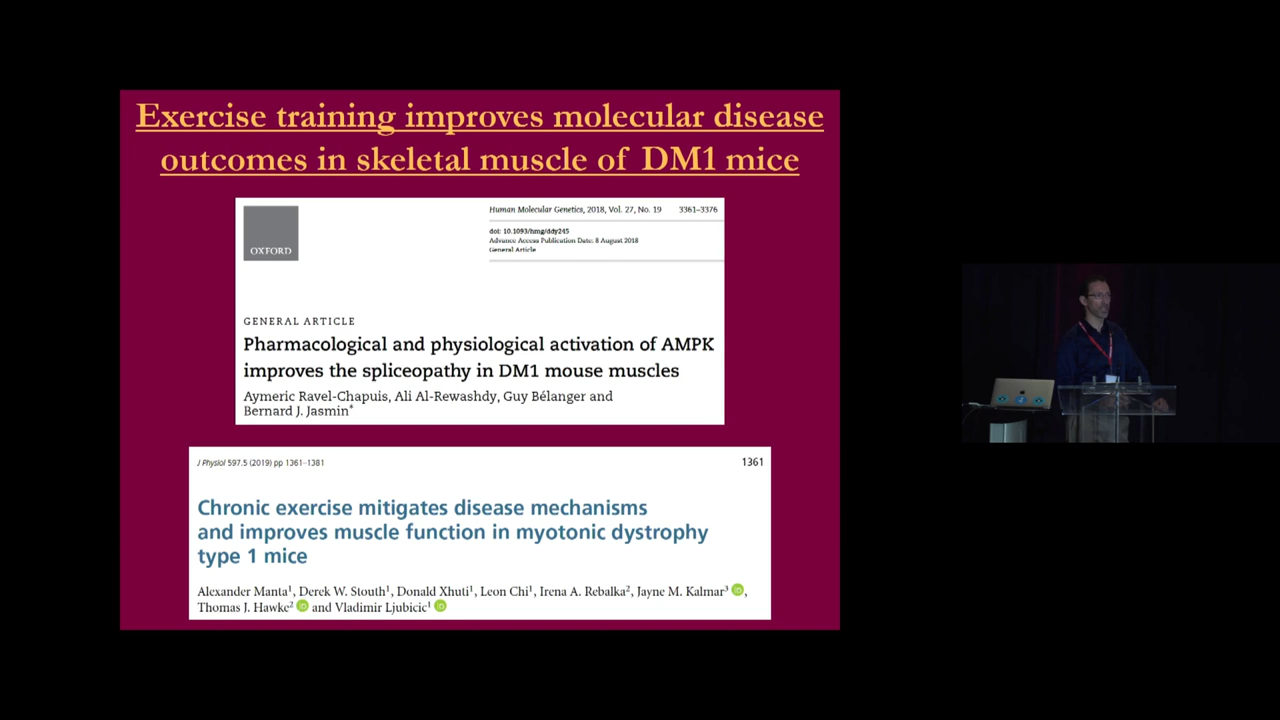 Exercise training improves molecular disease
outcomes in skeletal muscle of DM1 mice
OXFORD
Human Molecular Genetics, 2018, Vol. 27, No. 19 3361–3376
doi: 10.1093/hmg/ddy245
Advance Access Publication Date: 8 August 2018
General Article
GENERAL ARTICLE
Pharmacological and physiological activation of AMPK
improves the spliceopathy in DM1 mouse muscles
Aymeric Ravel-Chapuis, Ali Al-Rewashdy, Guy Bélanger and
Bernard J. Jasmin*
J Physiol 597.5 (2019) pp 1361–1381 1361
Chronic exercise mitigates disease mechanisms
and improves muscle function in myotonic dystrophy
type 1 mice
Alexander Manta¹, Derek W. Stouth¹, Donald Xhuti¹, Leon Chi¹, Irena A. Rebalka², Jayne M. Kalmar³ iD,
Thomas J. Hawke² iD and Vladimir Ljubicic¹ iD